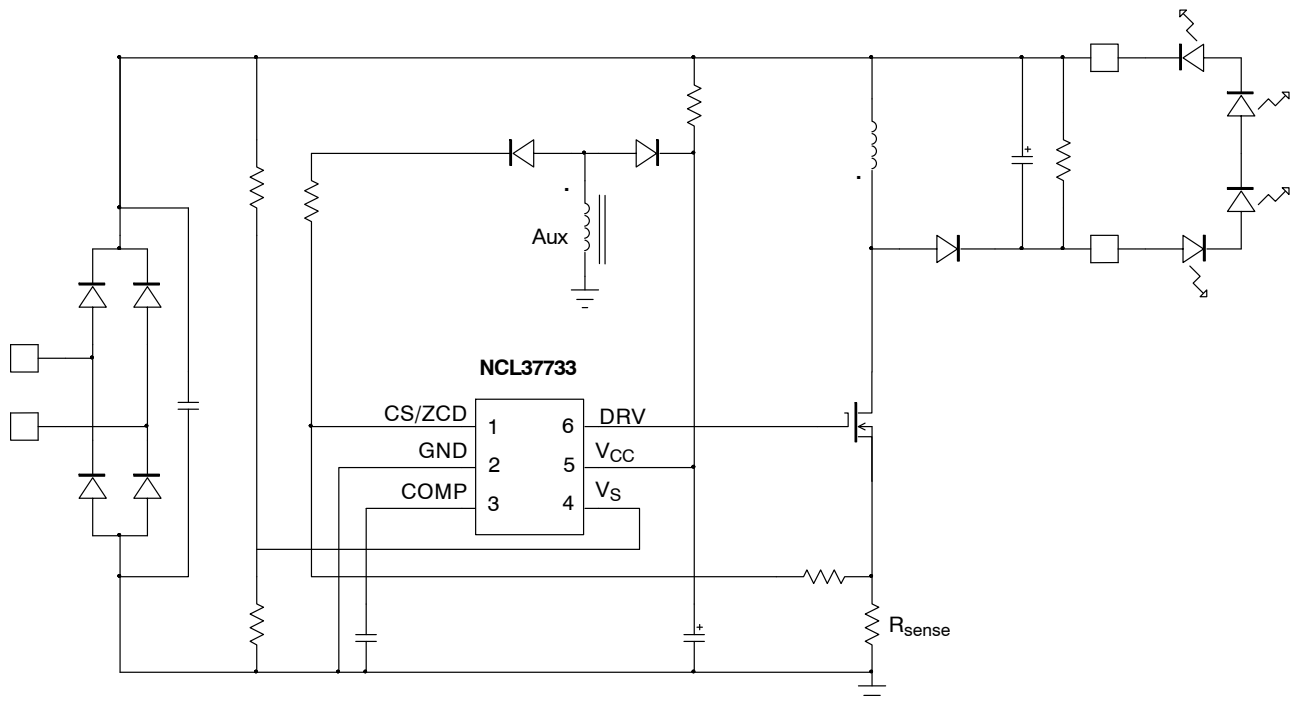 Aux
NCL37733
CS/ZCD 1 6 DRV
GND 2 5 VCC
COMP 3 4 VS
Rsense